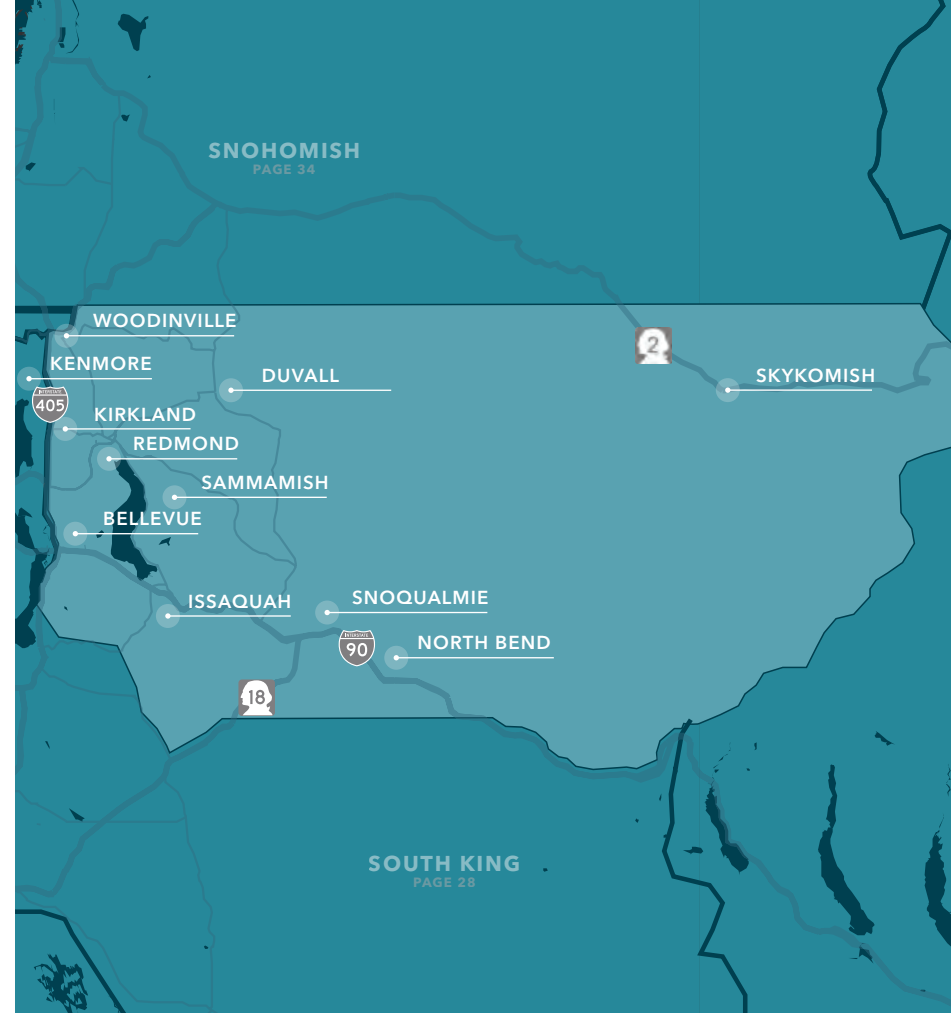 SNOHOMISH
PAGE 34
WOODINVILLE
2
KENMORE
DUVALL
SKYKOMISH
INTERSTATE
405
KIRKLAND
REDMOND
SAMMAMISH
BELLEVUE
ISSAQUAH
SNOQUALMIE
INTERSTATE
90
NORTH BEND
18
SOUTH KING
PAGE 28